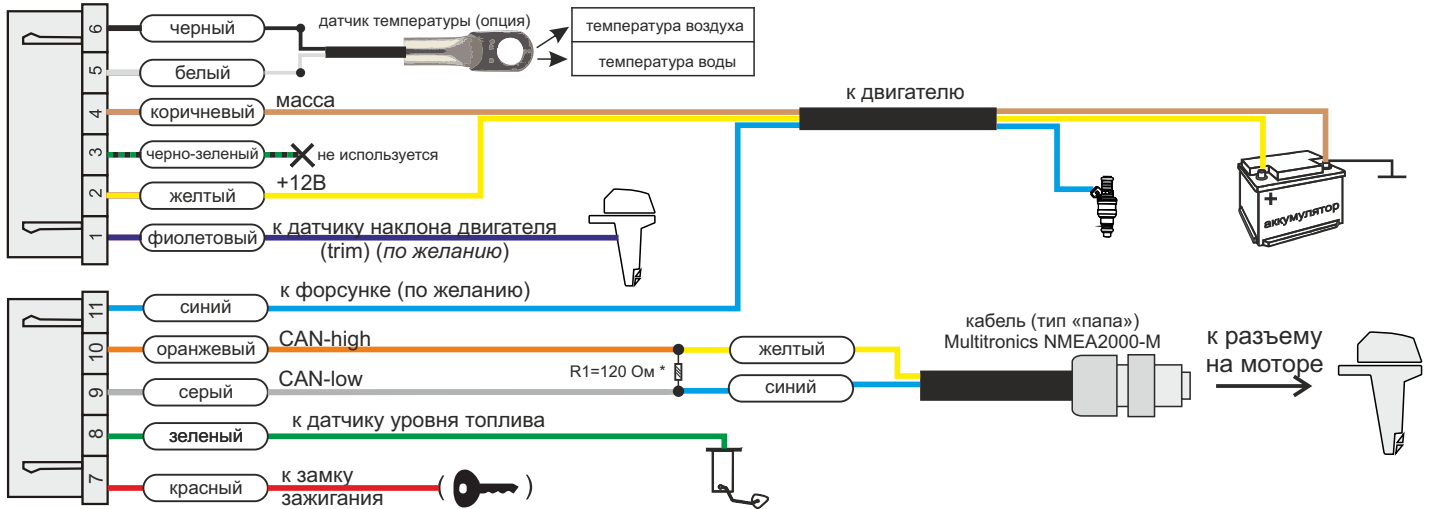 6
черный
датчик температуры (опция)
температура воздуха
температура воды
5
белый
4
коричневый
масса
к двигателю
3
черно-зеленый
не используется
2
желтый
+12В
1
фиолетовый
к датчику наклона двигателя
(trim) (по желанию)
+
аккумулятор
11
синий
к форсунке (по желанию)
10
оранжевый
CAN-high
желтый
R1=120 Ом *
9
серый
CAN-low
синий
кабель (тип «папа»)
Multitronics NMEA2000-M
к разъему
на моторе
8
зеленый
к датчику уровня топлива
7
красный
к замку
зажигания
( )